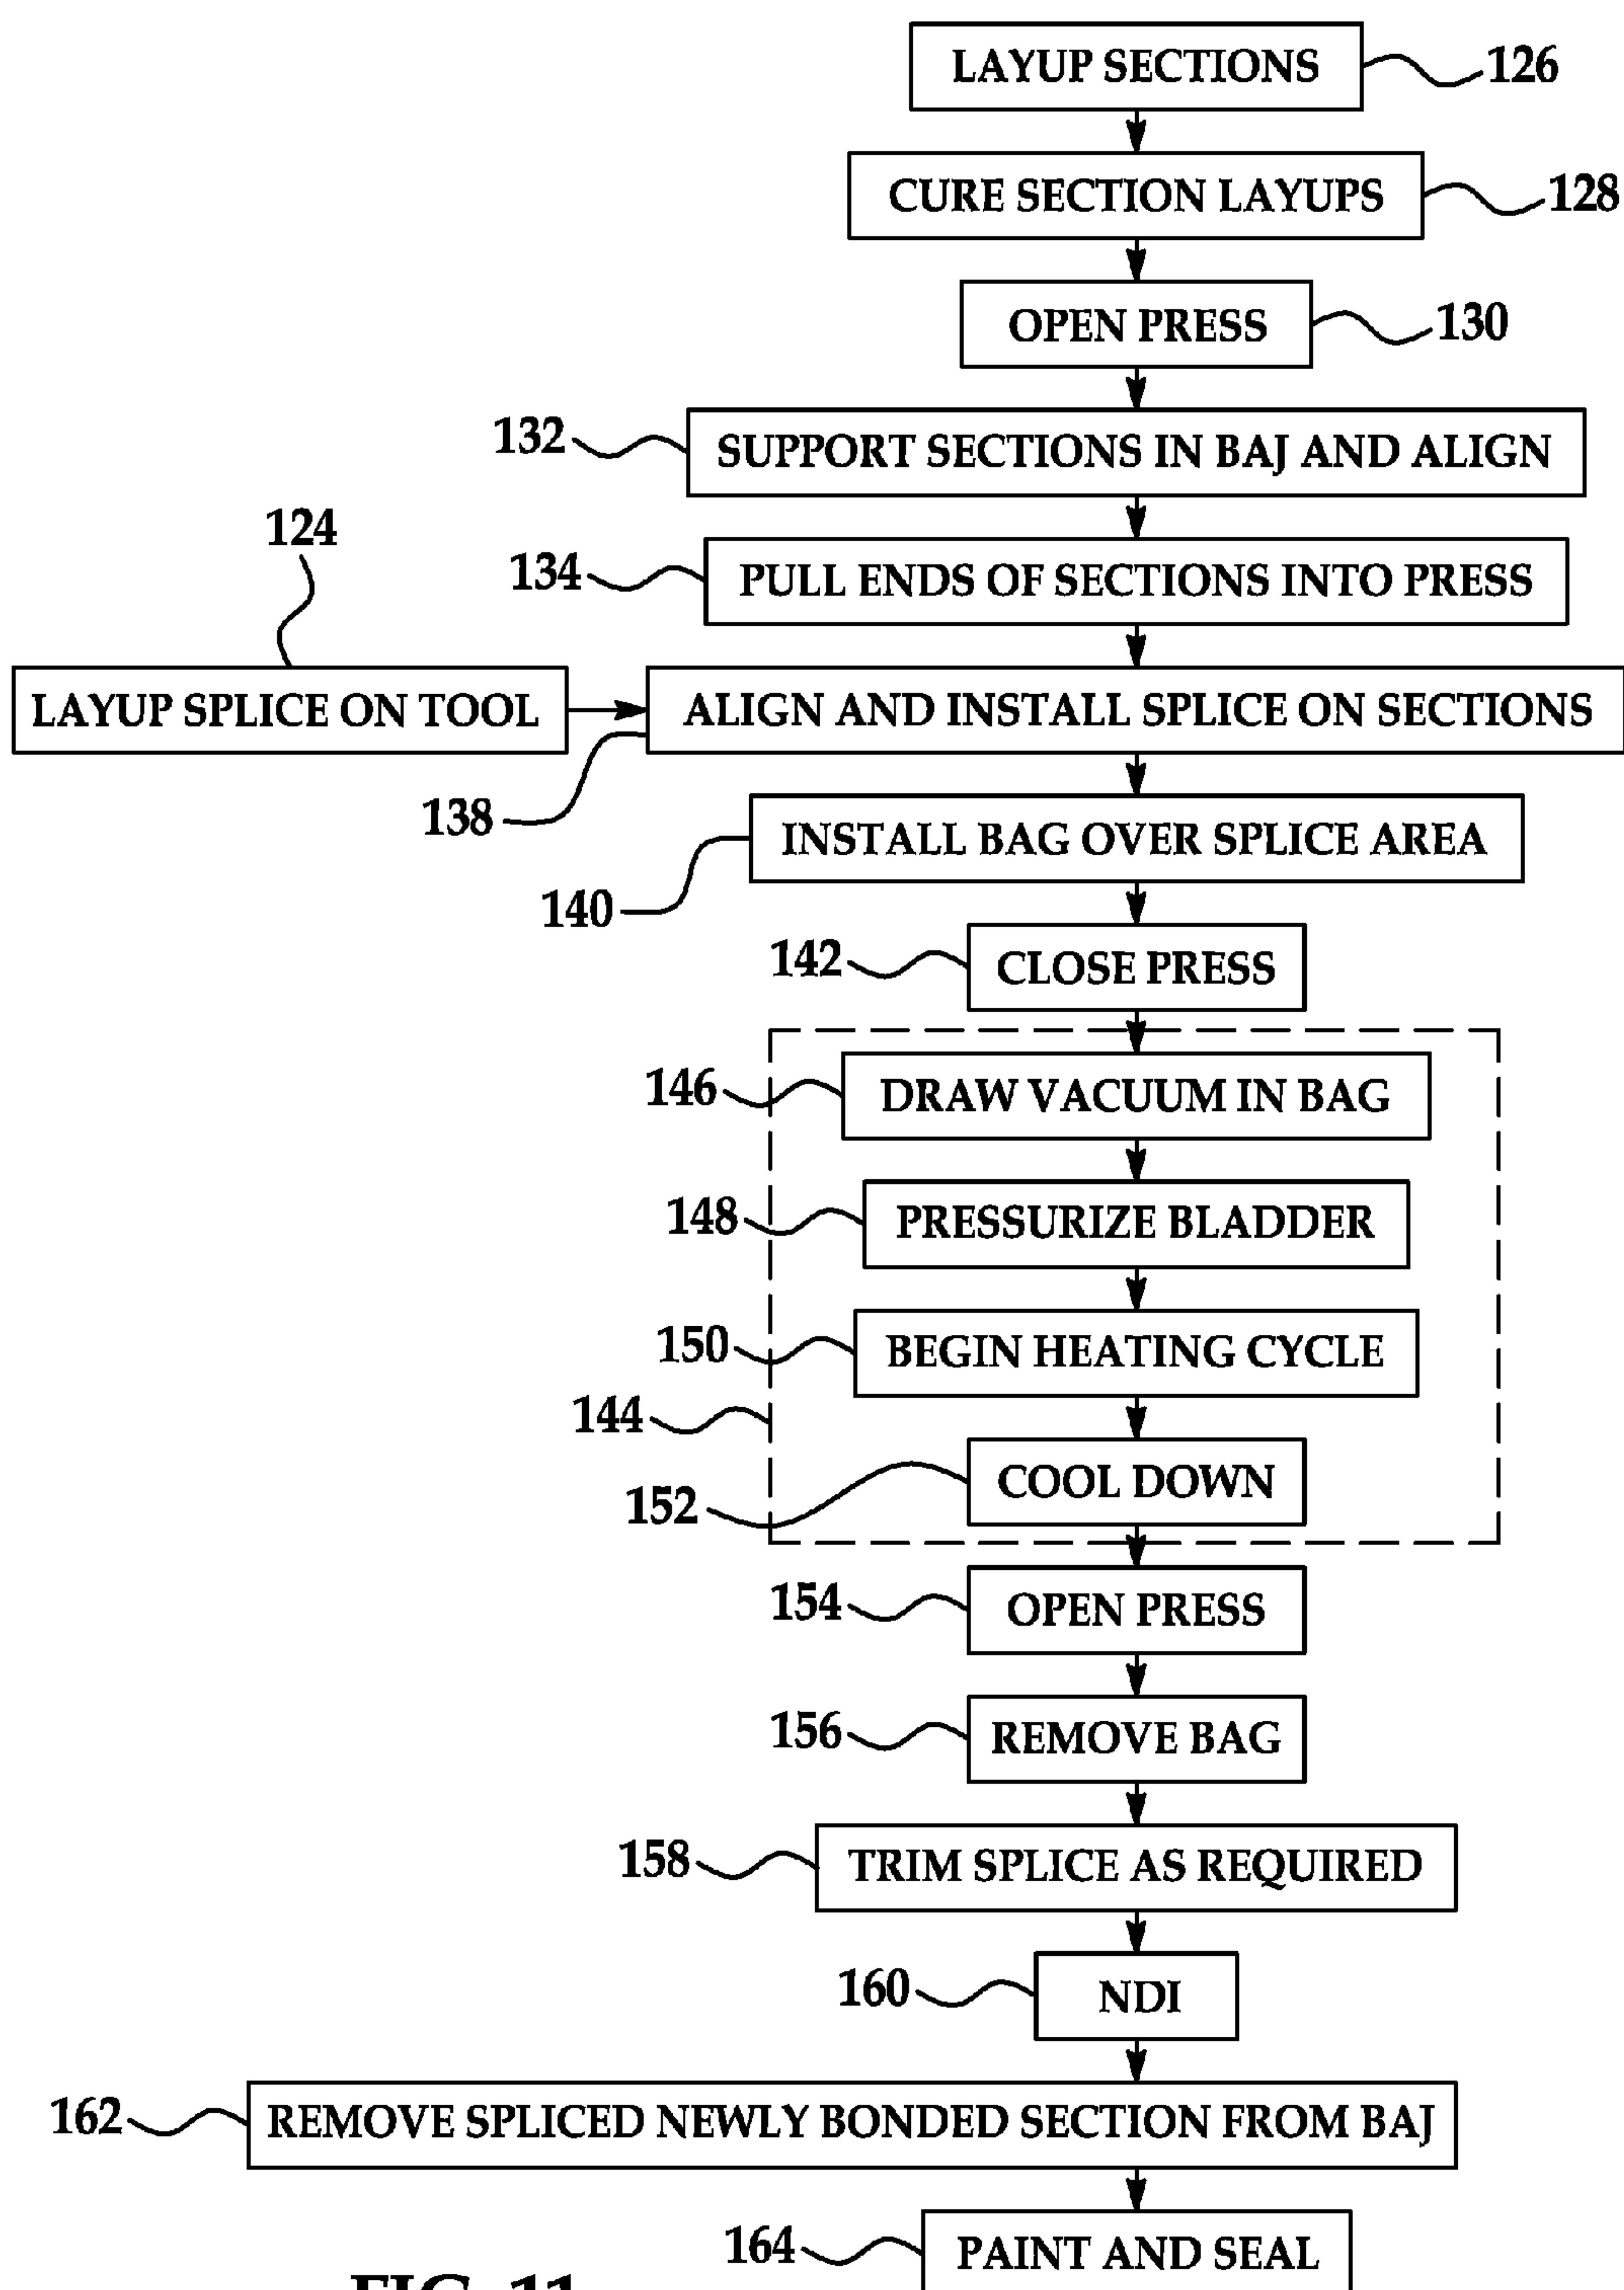 LAYUP SECTIONS
126
CURE SECTION LAYUPS
128
OPEN PRESS
130
132
SUPPORT SECTIONS IN BAJ AND ALIGN
124
134
PULL ENDS OF SECTIONS INTO PRESS
LAYUP SPLICE ON TOOL
ALIGN AND INSTALL SPLICE ON SECTIONS
138
INSTALL BAG OVER SPLICE AREA
140
142
CLOSE PRESS
146
DRAW VACUUM IN BAG
148
PRESSURIZE BLADDER
150
BEGIN HEATING CYCLE
144
COOL DOWN
152
154
OPEN PRESS
156
REMOVE BAG
158
TRIM SPLICE AS REQUIRED
160
NDI
162
REMOVE SPLICED NEWLY BONDED SECTION FROM BAJ
164
PAINT AND SEAL
FIG. 11